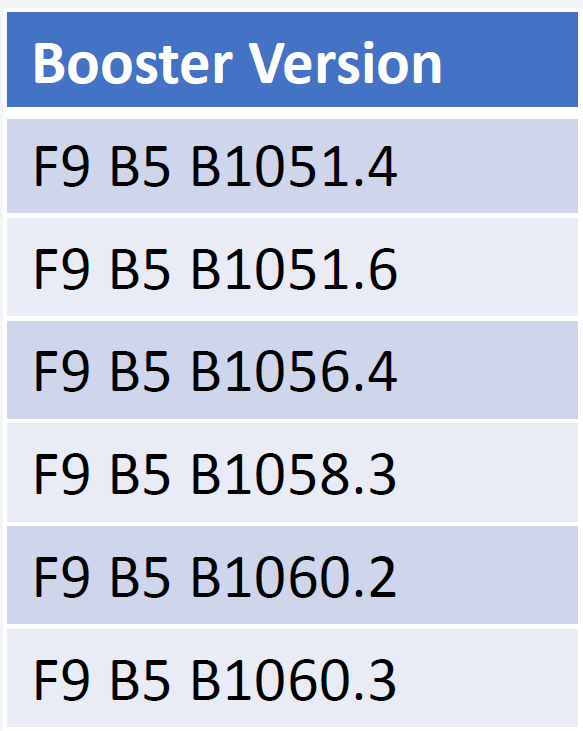 Booster Version
F9 B5 B1051.4
F9 B5 B1051.6
F9 B5 B1056.4
F9 B5 B1058.3
F9 B5 B1060.2
F9 B5 B1060.3